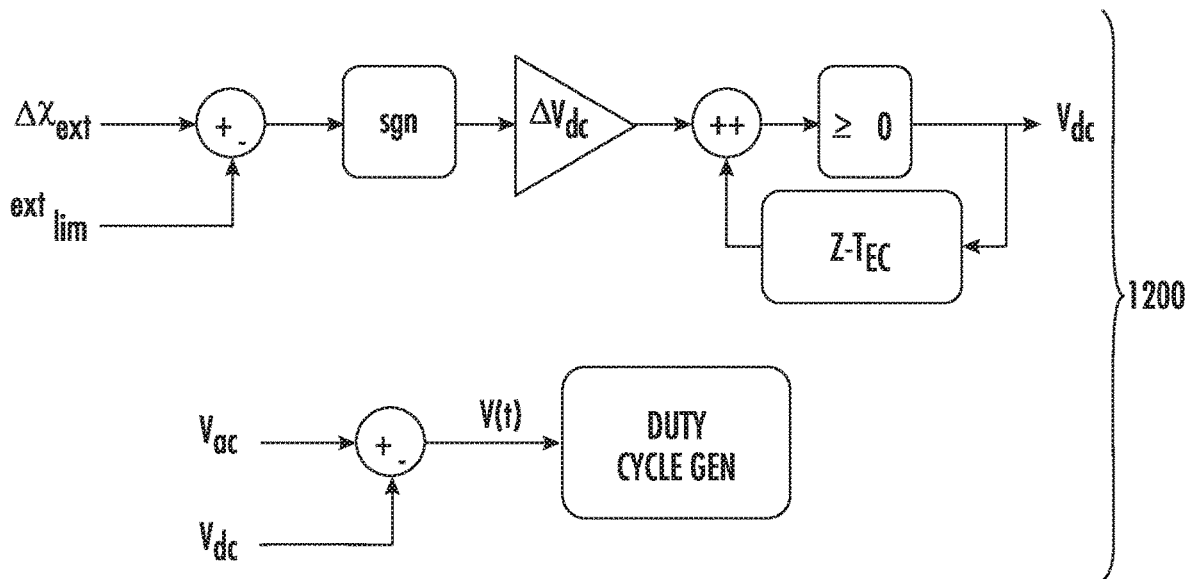 Δχext
+ -
sgn
ΔVdc
++
≥ 0
Vdc
extlim
Z-TEC
1200
Vac
+ -
V(t)
DUTY
CYCLE GEN
Vdc